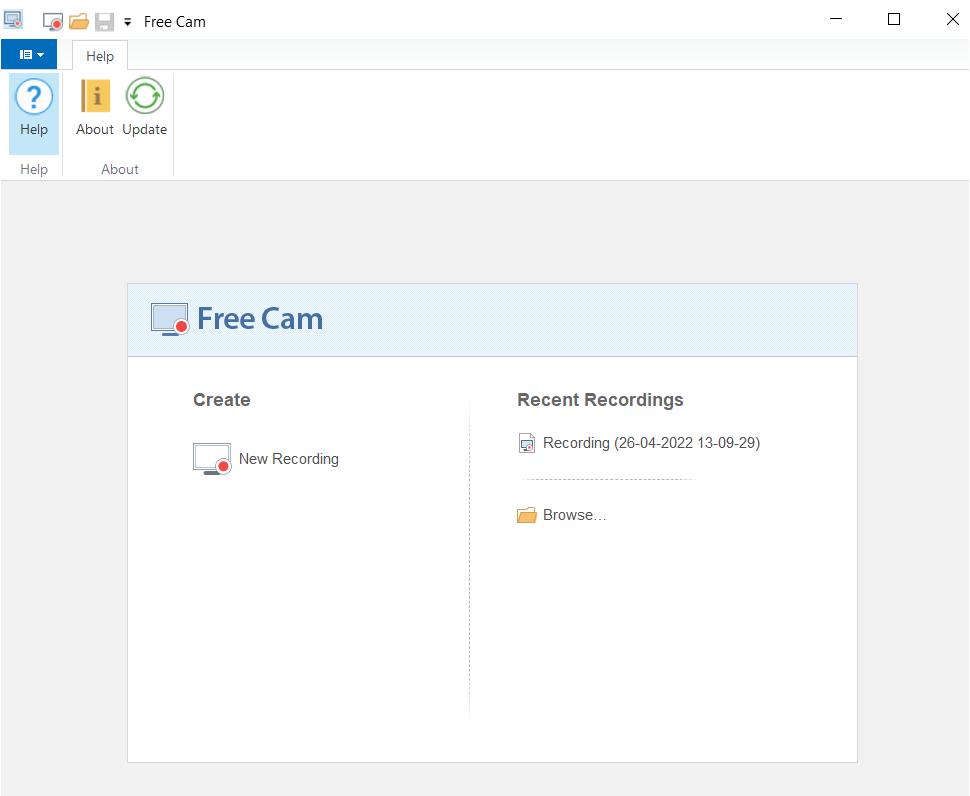 Free Cam
Help
Help
About
Update
Help
About
Free Cam
Create
New Recording
Recent Recordings
Recording (26-04-2022 13-09-29)
Browse...